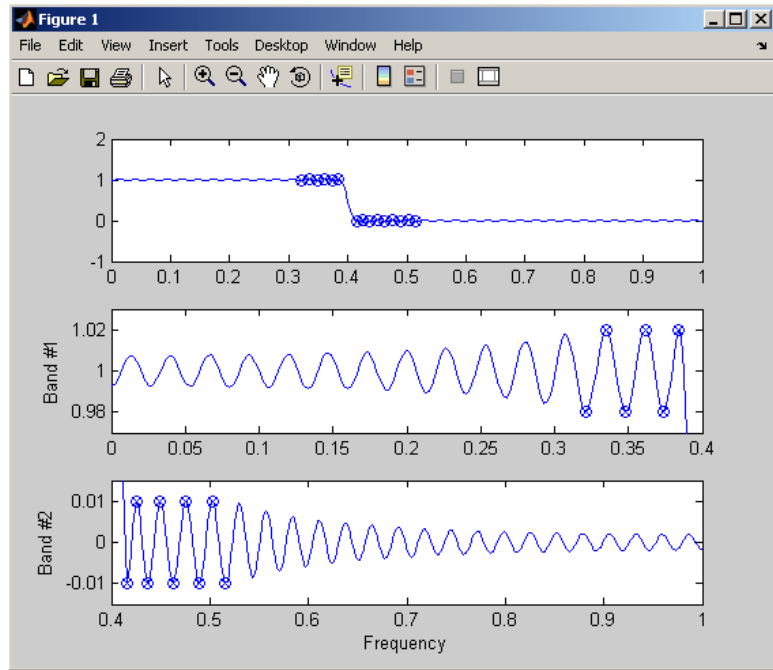 Figure 1
File Edit View Insert Tools Desktop Window Help
2
1
0
-1
0 0.1 0.2 0.3 0.4 0.5 0.6 0.7 0.8 0.9 1
Band #1
1.02
1
0.98
0 0.05 0.1 0.15 0.2 0.25 0.3 0.35 0.4
Band #2
0.01
0
-0.01
0.4 0.5 0.6 0.7 0.8 0.9 1
Frequency